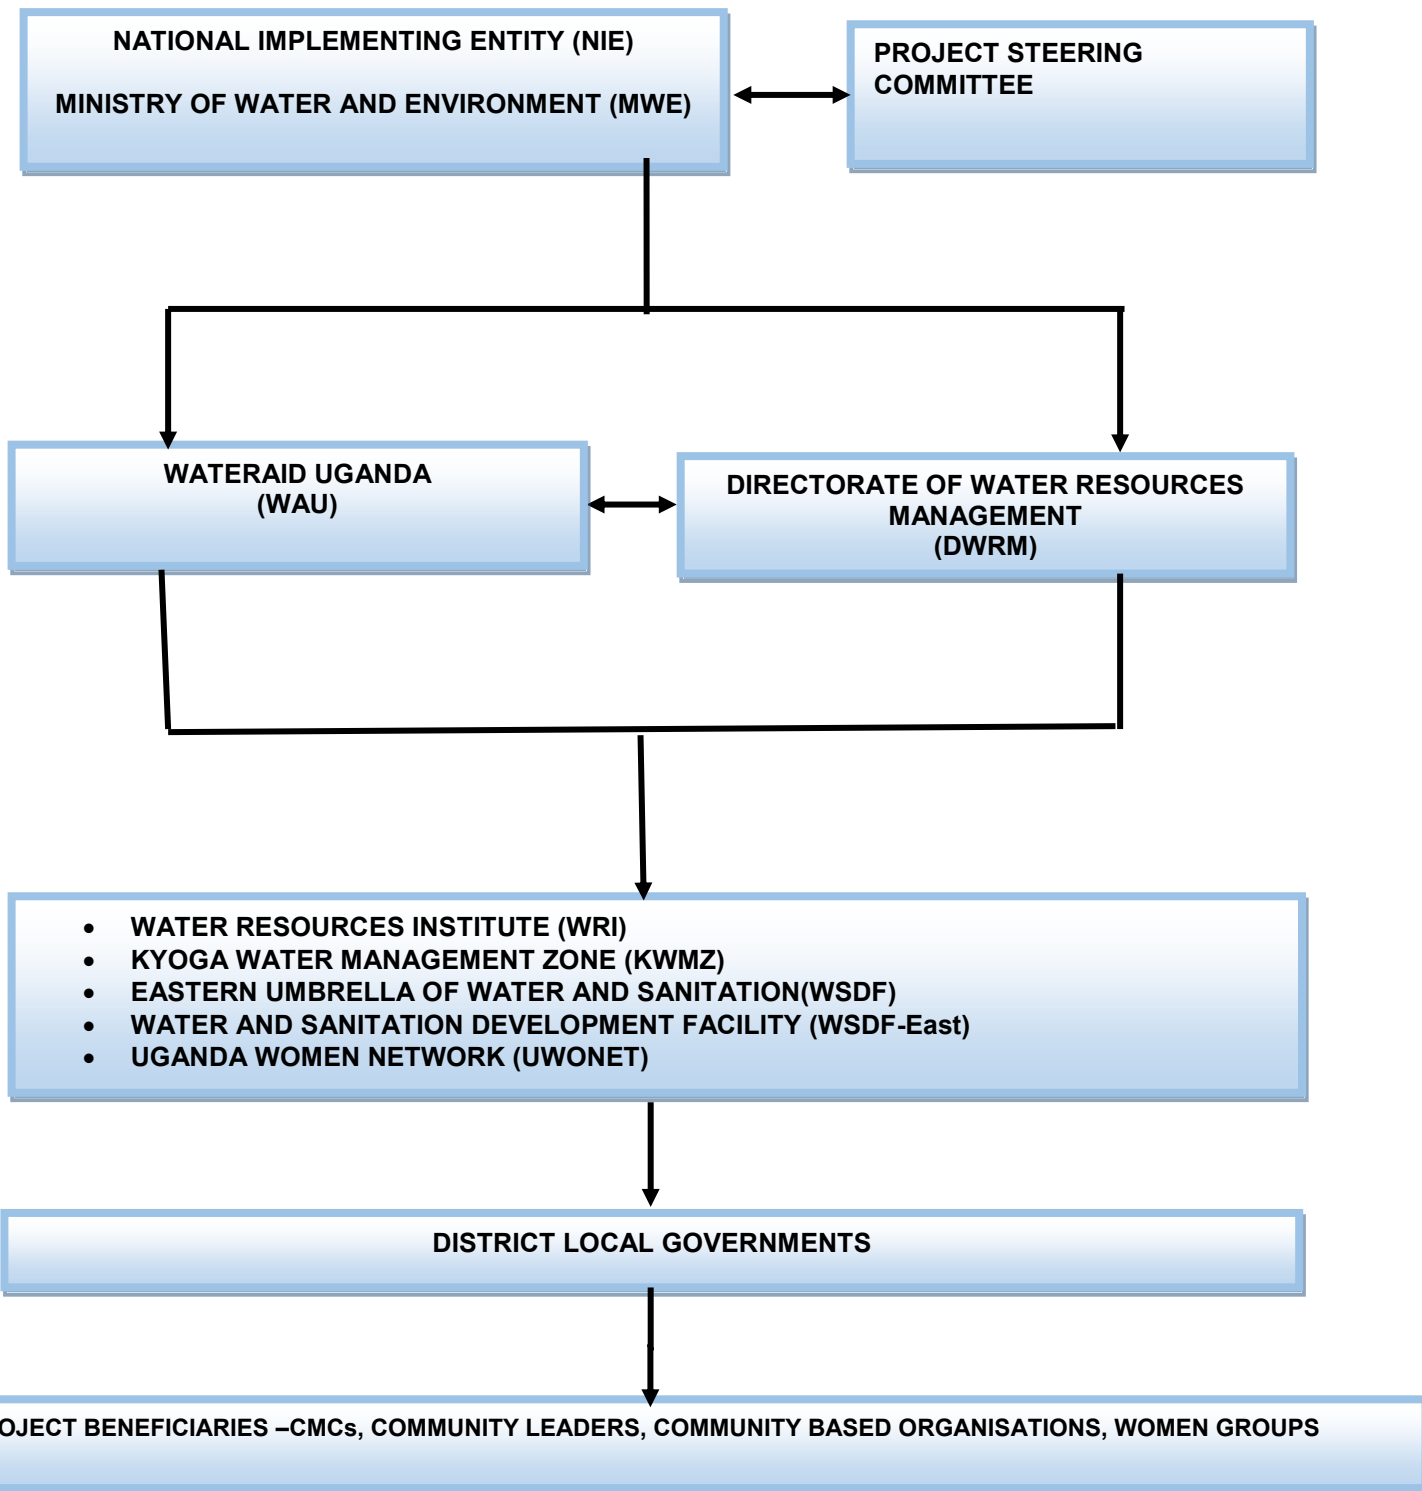 NATIONAL IMPLEMENTING ENTITY (NIE)
MINISTRY OF WATER AND ENVIRONMENT (MWE)
PROJECT STEERING
COMMITTEE
WATERAID UGANDA
(WAU)
DIRECTORATE OF WATER RESOURCES
MANAGEMENT
(DWRM)
• WATER RESOURCES INSTITUTE (WRI)
• KYOGA WATER MANAGEMENT ZONE (KWMZ)
• EASTERN UMBRELLA OF WATER AND SANITATION(WSDF)
• WATER AND SANITATION DEVELOPMENT FACILITY (WSDF-East)
• UGANDA WOMEN NETWORK (UWONET)
DISTRICT LOCAL GOVERNMENTS
OJECT BENEFICIARIES –CMCs, COMMUNITY LEADERS, COMMUNITY BASED ORGANISATIONS, WOMEN GROUPS